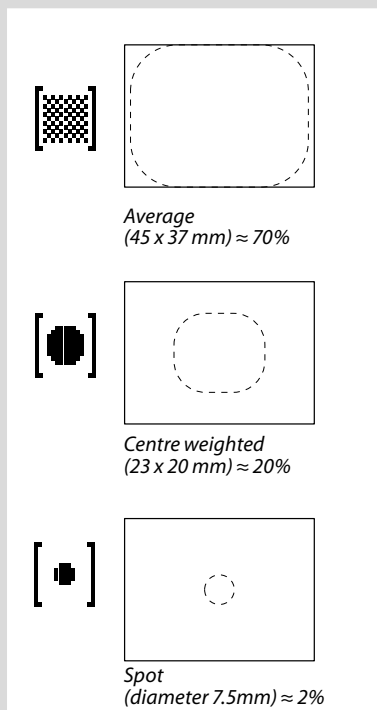 Average
(45 x 37 mm) ≈ 70%
Centre weighted
(23 x 20 mm) ≈ 20%
Spot
(diameter 7.5mm) ≈ 2%